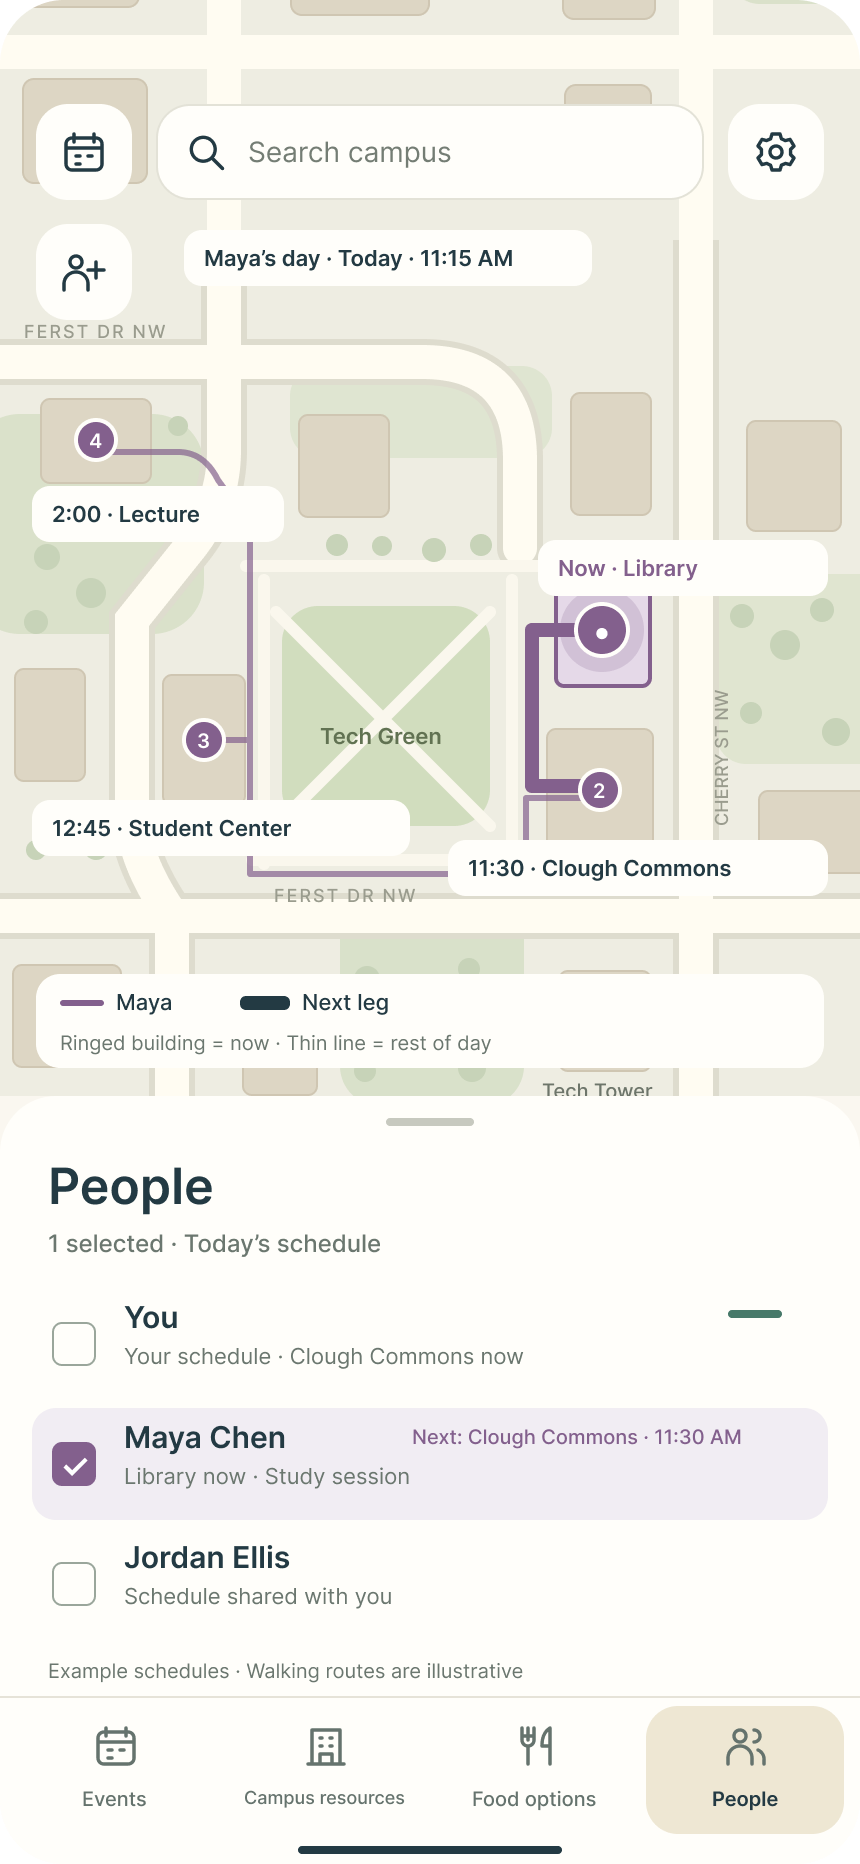 Search campus
Maya’s day · Today · 11:15 AM
FERST DR NW
4
2:00 · Lecture
Now · Library
CHERRY ST NW
Tech Green
3
2
12:45 · Student Center
11:30 · Clough Commons
FERST DR NW
Maya
Next leg
Ringed building = now · Thin line = rest of day
Tech Tower
People
1 selected · Today’s schedule
You
Your schedule · Clough Commons now
Maya Chen
Next: Clough Commons · 11:30 AM
Library now · Study session
Jordan Ellis
Schedule shared with you
Example schedules · Walking routes are illustrative
Events
Campus resources
Food options
People